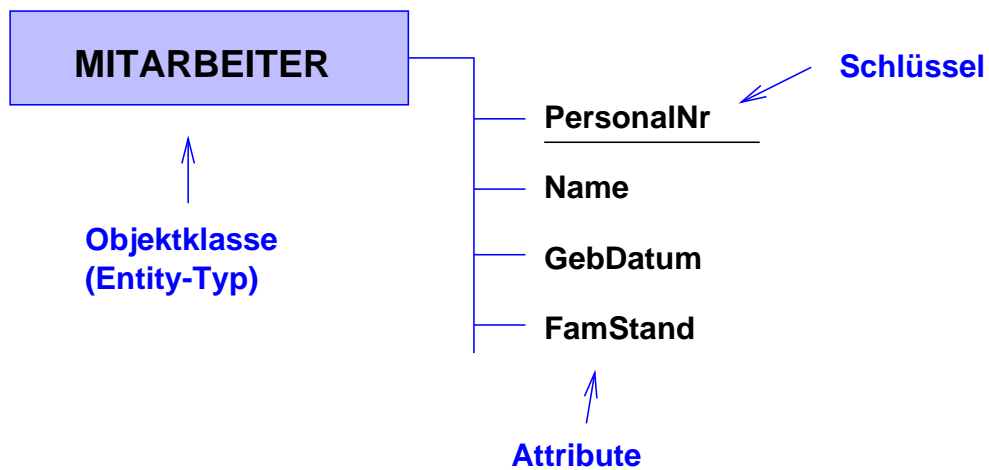 MITARBEITER
Schlüssel
PersonalNr
Name
Objektklasse
(Entity-Typ)
GebDatum
FamStand
Attribute